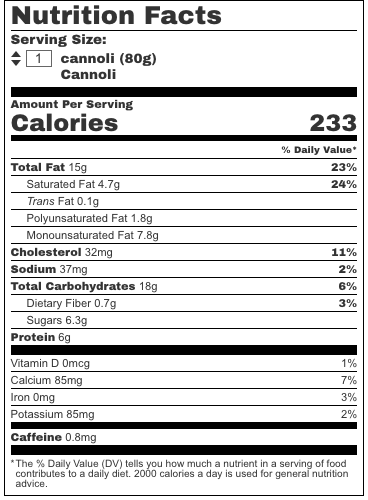 Nutrition Facts
Serving Size:
1 cannoli (80g)
Cannoli
Amount Per Serving
Calories 233
% Daily Value*
Total Fat 15g 23%
Saturated Fat 4.7g 24%
Trans Fat 0.1g
Polyunsaturated Fat 1.8g
Monounsaturated Fat 7.8g
Cholesterol 32mg 11%
Sodium 37mg 2%
Total Carbohydrates 18g 6%
Dietary Fiber 0.7g 3%
Sugars 6.3g
Protein 6g
Vitamin D 0mcg 1%
Calcium 85mg 7%
Iron 0mg 3%
Potassium 85mg 2%
Caffeine 0.8mg
*The % Daily Value (DV) tells you how much a nutrient in a serving of food
contributes to a daily diet. 2000 calories a day is used for general nutrition
advice.